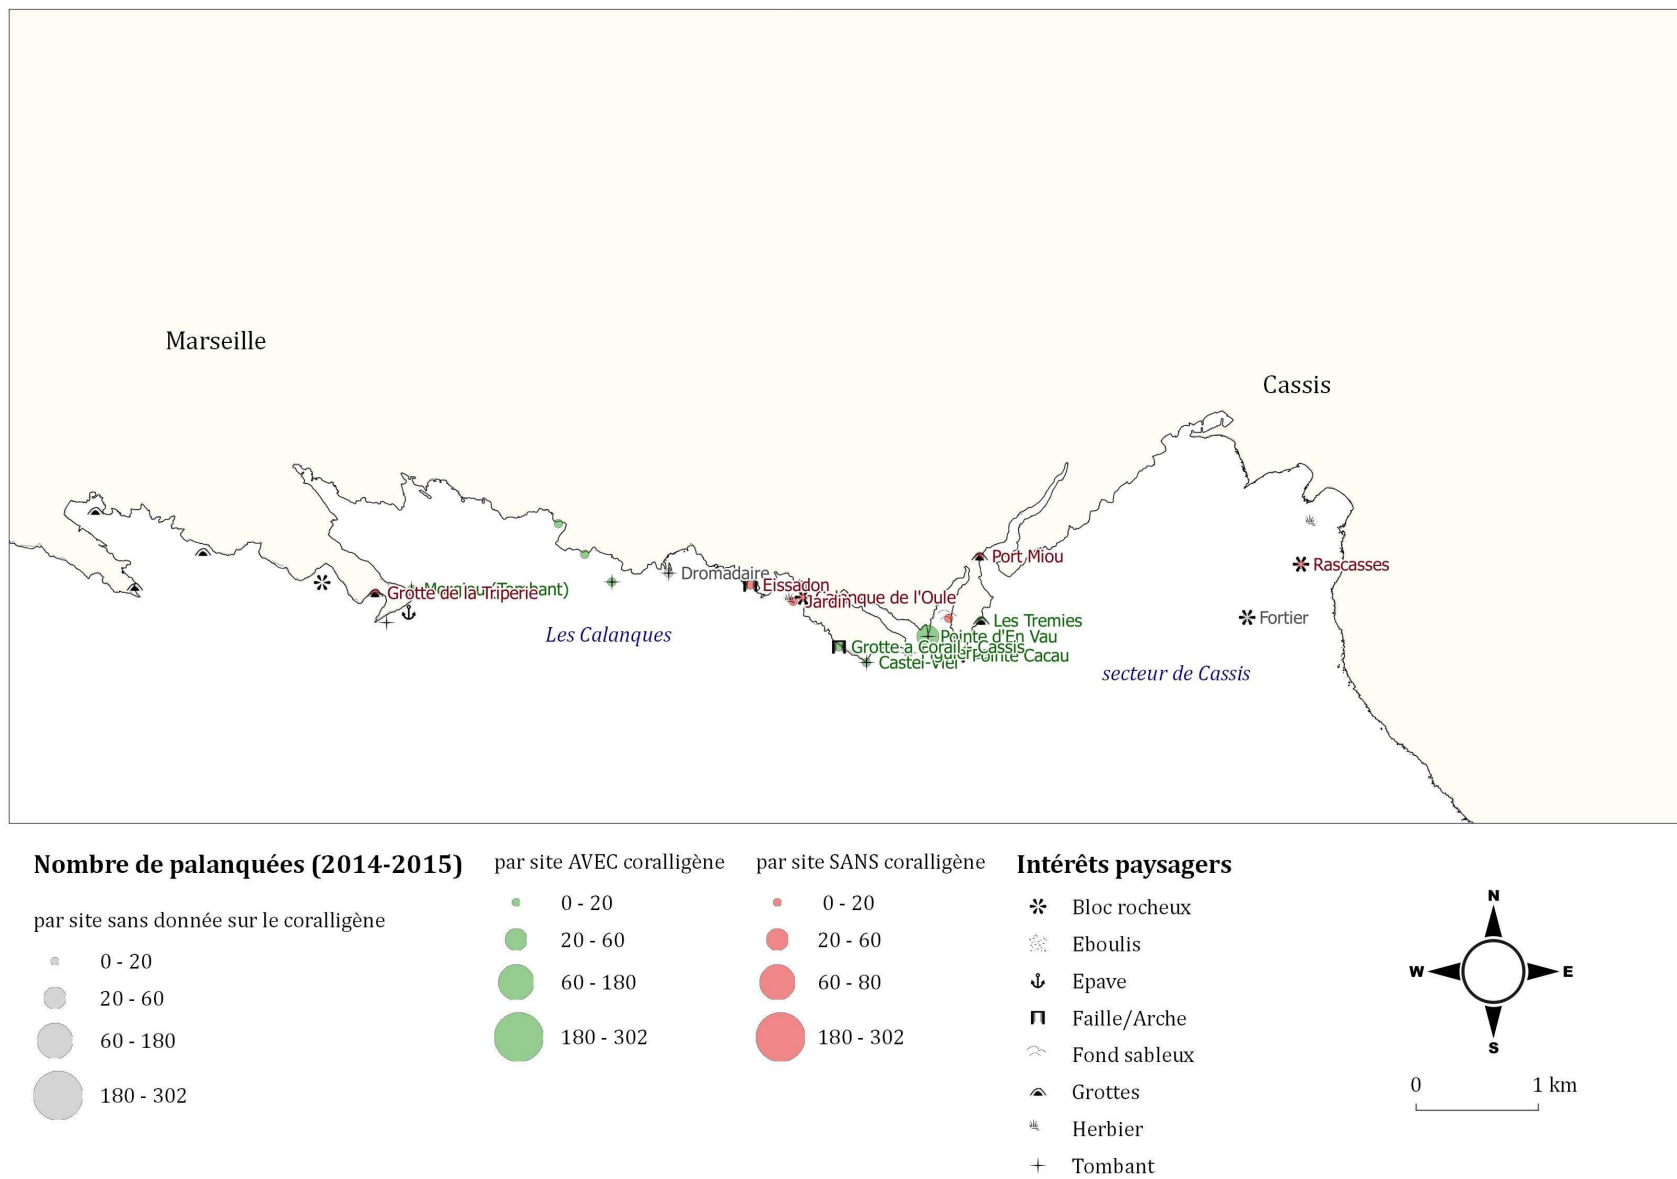 Marseille
Cassis
Port Miou
Rascasses
Dromadaire
Eissadon
Grotte de la Triperie
(Tombant)
Calanque de l'Oule
Jardin
Les Tremies
Fortier
Les Calanques
Pointe d'En Vau
Grotte a Corail - Cassis
Pointe Cacau
Castel-Viel
secteur de Cassis
Nombre de palanquées (2014-2015)
par site sans donnée sur le coralligène
0 - 20
20 - 60
60 - 180
180 - 302
par site AVEC coralligène
0 - 20
20 - 60
60 - 180
180 - 302
par site SANS coralligène
0 - 20
20 - 60
60 - 80
180 - 302
Intérêts paysagers
Bloc rocheux
Eboulis
Epave
Faille/Arche
Fond sableux
Grottes
Herbier
Tombant
N
W
E
S
0 1 km